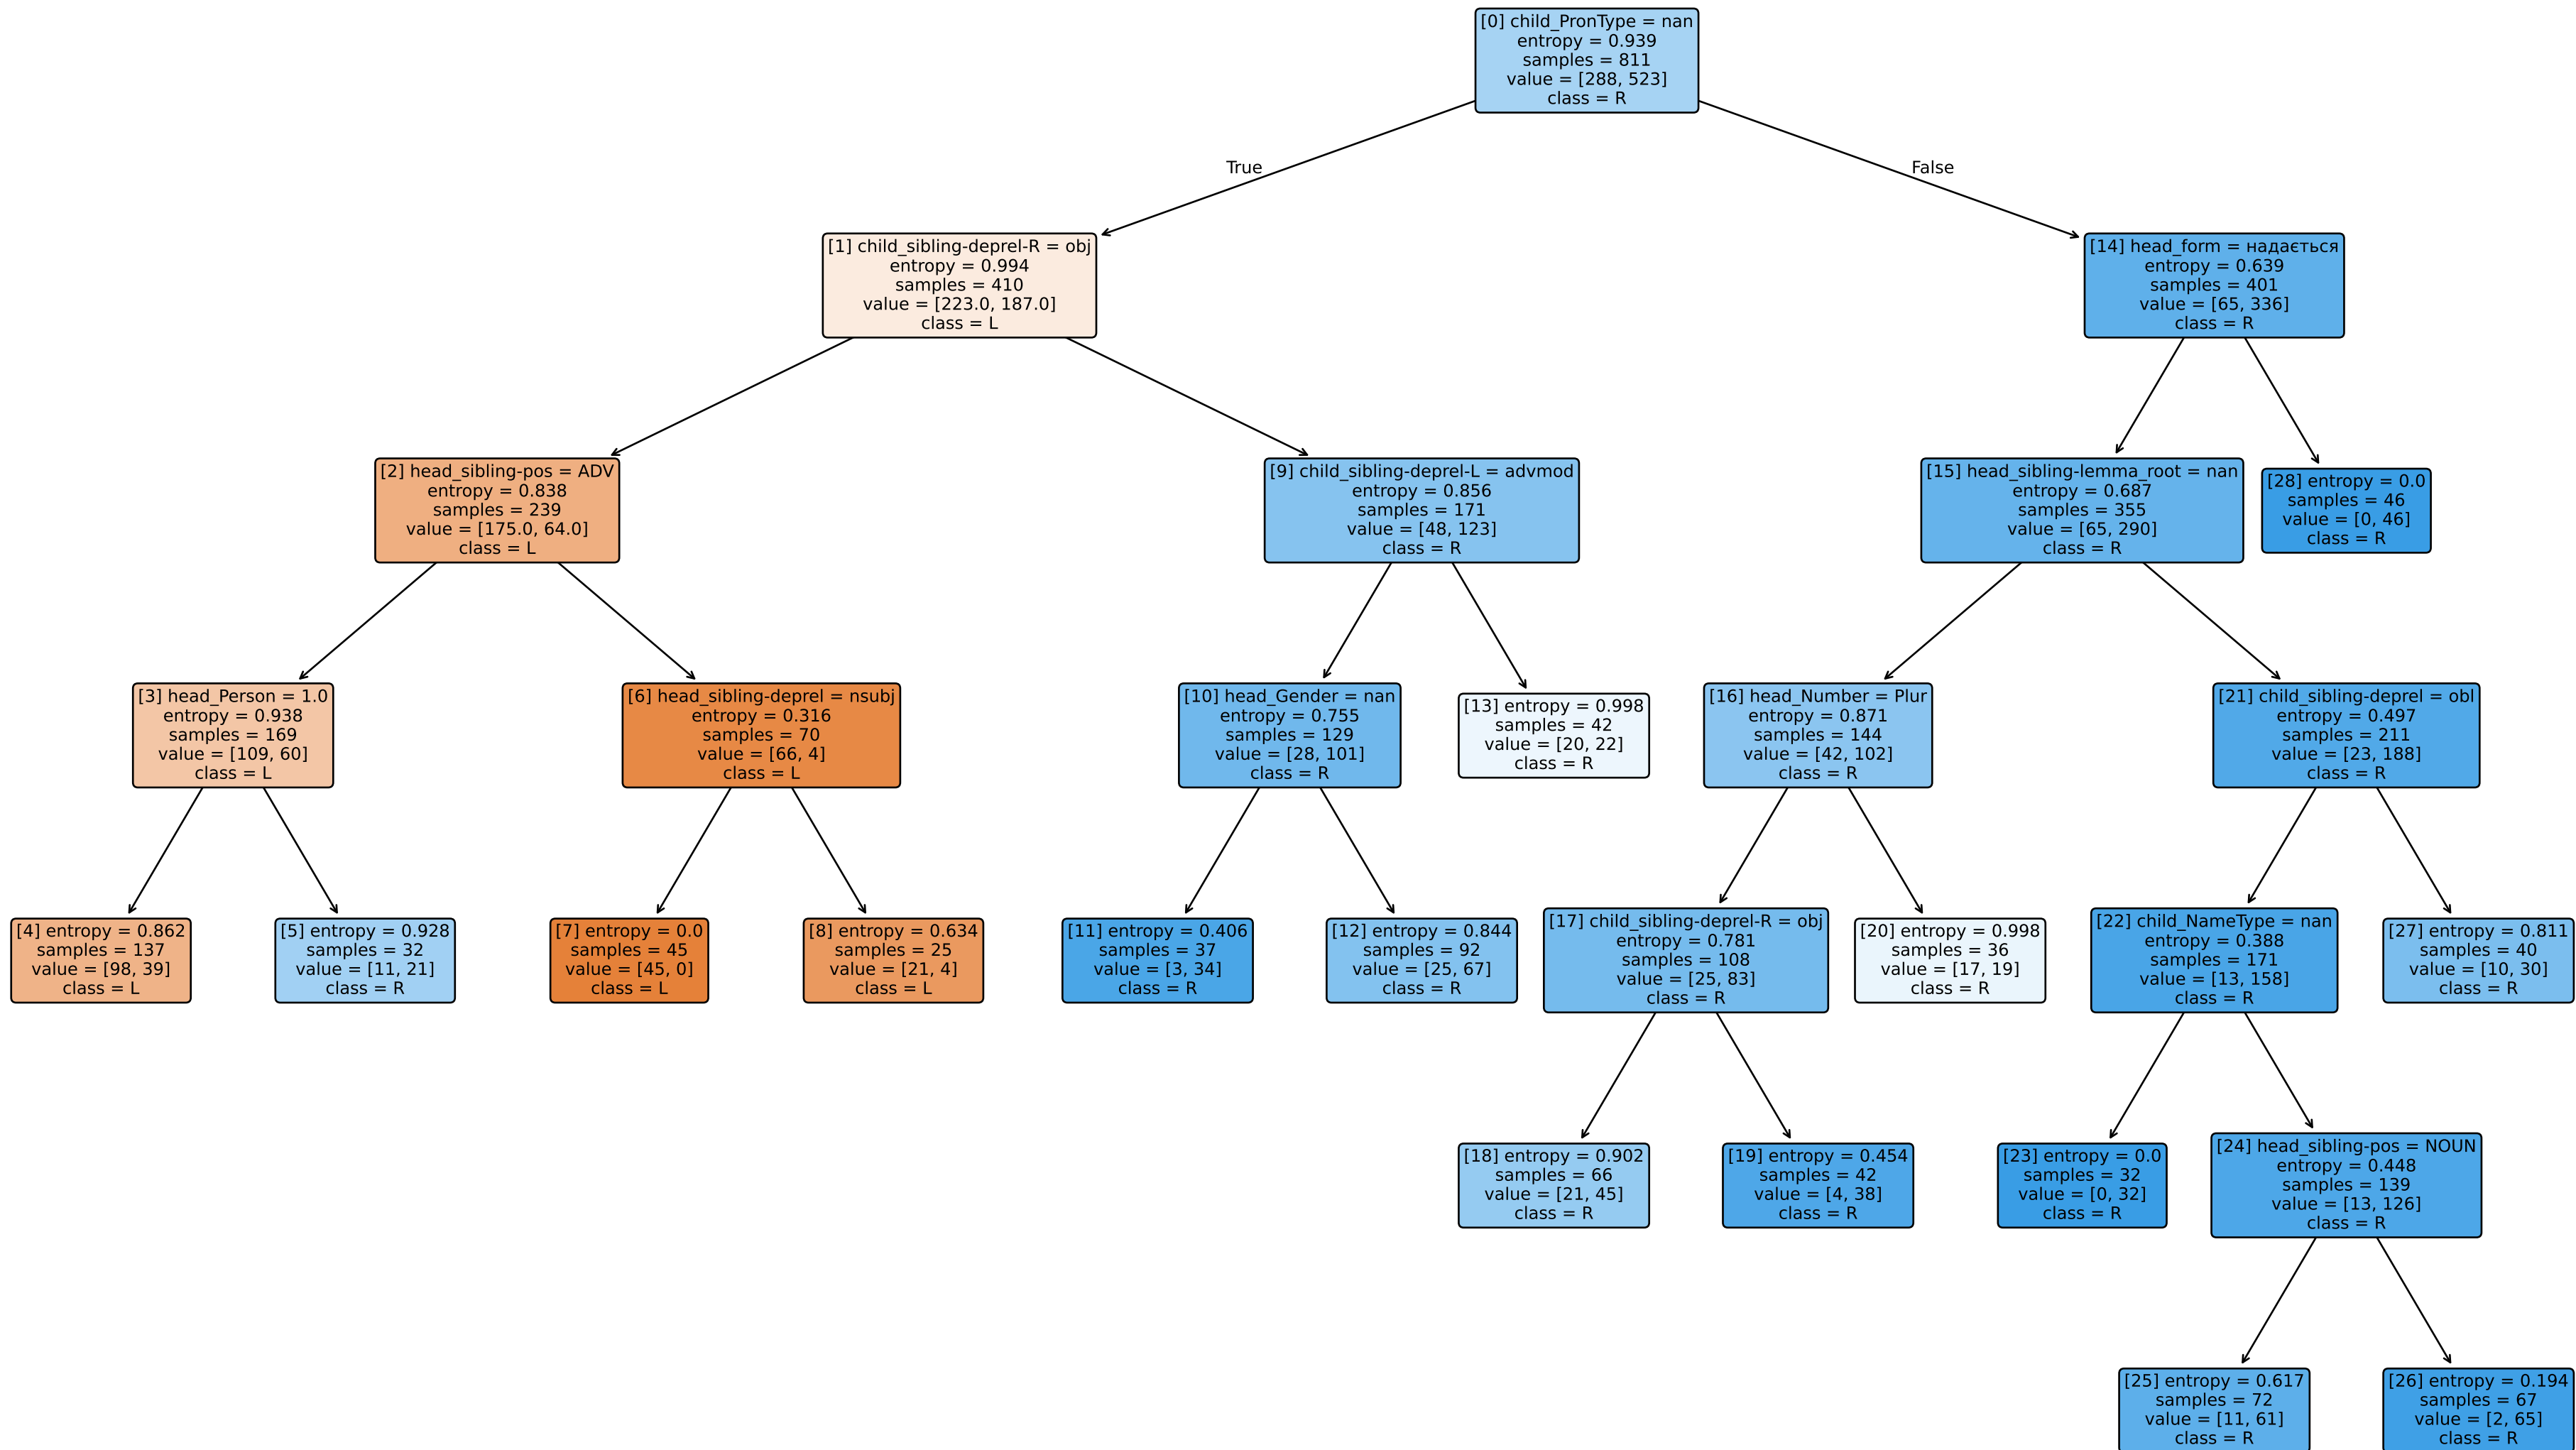 [0] child_PronType = nan
entropy = 0.939
samples = 811
value = [288, 523]
class = R
True
False
[1] child_sibling-deprel-R = obj
entropy = 0.994
samples = 410
value = [223.0, 187.0]
class = L
[14] head_form = надається
entropy = 0.639
samples = 401
value = [65, 336]
class = R
[2] head_sibling-pos = ADV
entropy = 0.838
samples = 239
value = [175.0, 64.0]
class = L
[9] child_sibling-deprel-L = advmod
entropy = 0.856
samples = 171
value = [48, 123]
class = R
[15] head_sibling-lemma_root = nan
entropy = 0.687
samples = 355
value = [65, 290]
class = R
[28] entropy = 0.0
samples = 46
value = [0, 46]
class = R
[3] head_Person = 1.0
entropy = 0.938
samples = 169
value = [109, 60]
class = L
[6] head_sibling-deprel = nsubj
entropy = 0.316
samples = 70
value = [66, 4]
class = L
[10] head_Gender = nan
entropy = 0.755
samples = 129
value = [28, 101]
class = R
[13] entropy = 0.998
samples = 42
value = [20, 22]
class = R
[16] head_Number = Plur
entropy = 0.871
samples = 144
value = [42, 102]
class = R
[21] child_sibling-deprel = obl
entropy = 0.497
samples = 211
value = [23, 188]
class = R
[4] entropy = 0.862
samples = 137
value = [98, 39]
class = L
[5] entropy = 0.928
samples = 32
value = [11, 21]
class = R
[7] entropy = 0.0
samples = 45
value = [45, 0]
class = L
[8] entropy = 0.634
samples = 25
value = [21, 4]
class = L
[11] entropy = 0.406
samples = 37
value = [3, 34]
class = R
[12] entropy = 0.844
samples = 92
value = [25, 67]
class = R
[17] child_sibling-deprel-R = obj
entropy = 0.781
samples = 108
value = [25, 83]
class = R
[20] entropy = 0.998
samples = 36
value = [17, 19]
class = R
[22] child_NameType = nan
entropy = 0.388
samples = 171
value = [13, 158]
class = R
[27] entropy = 0.811
samples = 40
value = [10, 30]
class = R
[18] entropy = 0.902
samples = 66
value = [21, 45]
class = R
[19] entropy = 0.454
samples = 42
value = [4, 38]
class = R
[23] entropy = 0.0
samples = 32
value = [0, 32]
class = R
[24] head_sibling-pos = NOUN
entropy = 0.448
samples = 139
value = [13, 126]
class = R
[25] entropy = 0.617
samples = 72
value = [11, 61]
class = R
[26] entropy = 0.194
samples = 67
value = [2, 65]
class = R